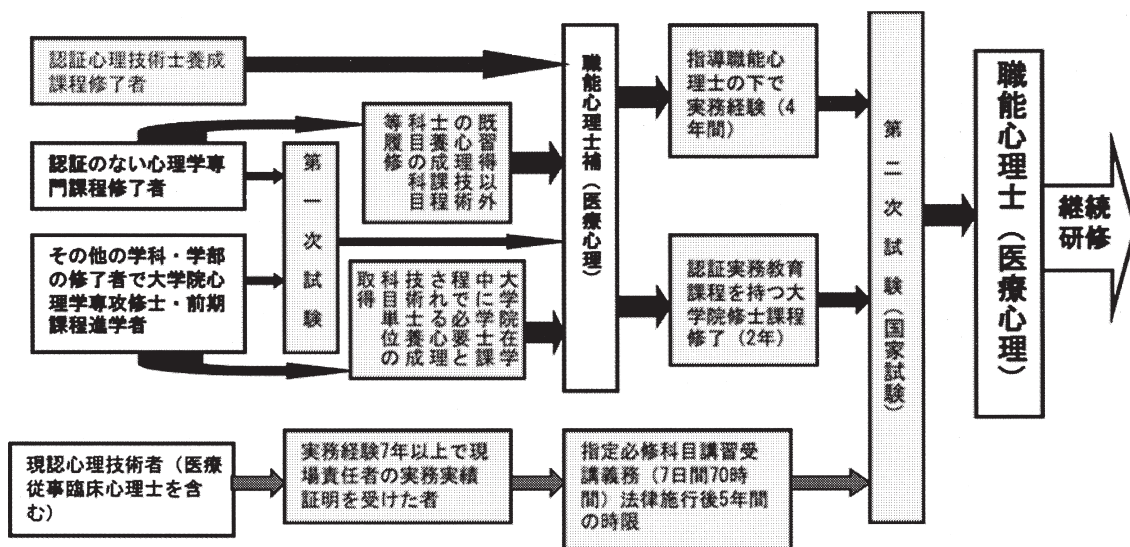 認証心理技術士養成
課程修了者
認証のない心理学専
門課程修了者
その他の学科・学部
の修了者で大学院心
理学専攻修士・前期
課程進学者
第一次試験
既習得以外
の心理技術
士養成課程
科目の科目
等履修
大学院在学
中に学士課
程で必要と
される心理
技術士養成
科目単位の
取得
職能心理士補（医療心理）
指導職能心
理士の下で
実務経験（4
年間）
認証実務教育
課程を持つ大
学院修士課程
修了（2年）
第二次試験（国家試験）
職能心理士（医療心理）
継続
研修
現認心理技術者（医療
従事臨床心理士を含
む）
実務経験7年以上で現
場責任者の実務実績
証明を受けた者
指定必修科目講習受
講義務（7日間70時
間）法律施行後5年間
の時限